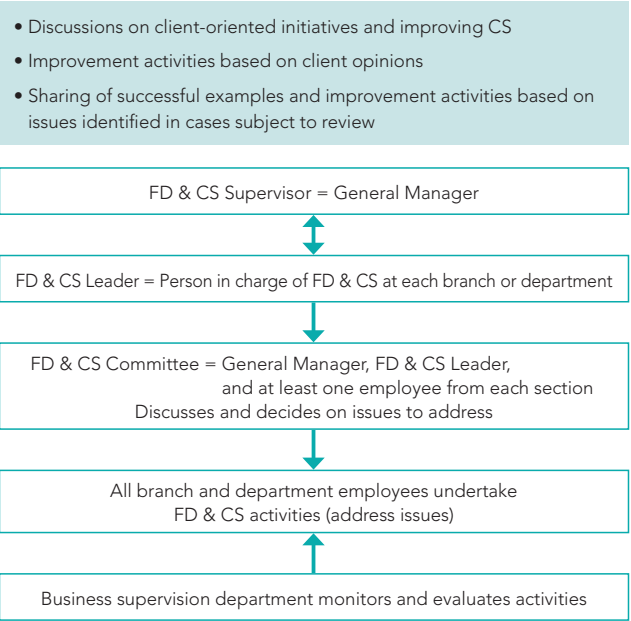 • Discussions on client-oriented initiatives and improving CS
• Improvement activities based on client opinions
• Sharing of successful examples and improvement activities based on
issues identified in cases subject to review
FD & CS Supervisor = General Manager
FD & CS Leader = Person in charge of FD & CS at each branch or department
FD & CS Committee = General Manager, FD & CS Leader,
and at least one employee from each section
Discusses and decides on issues to address
All branch and department employees undertake
FD & CS activities (address issues)
Business supervision department monitors and evaluates activities